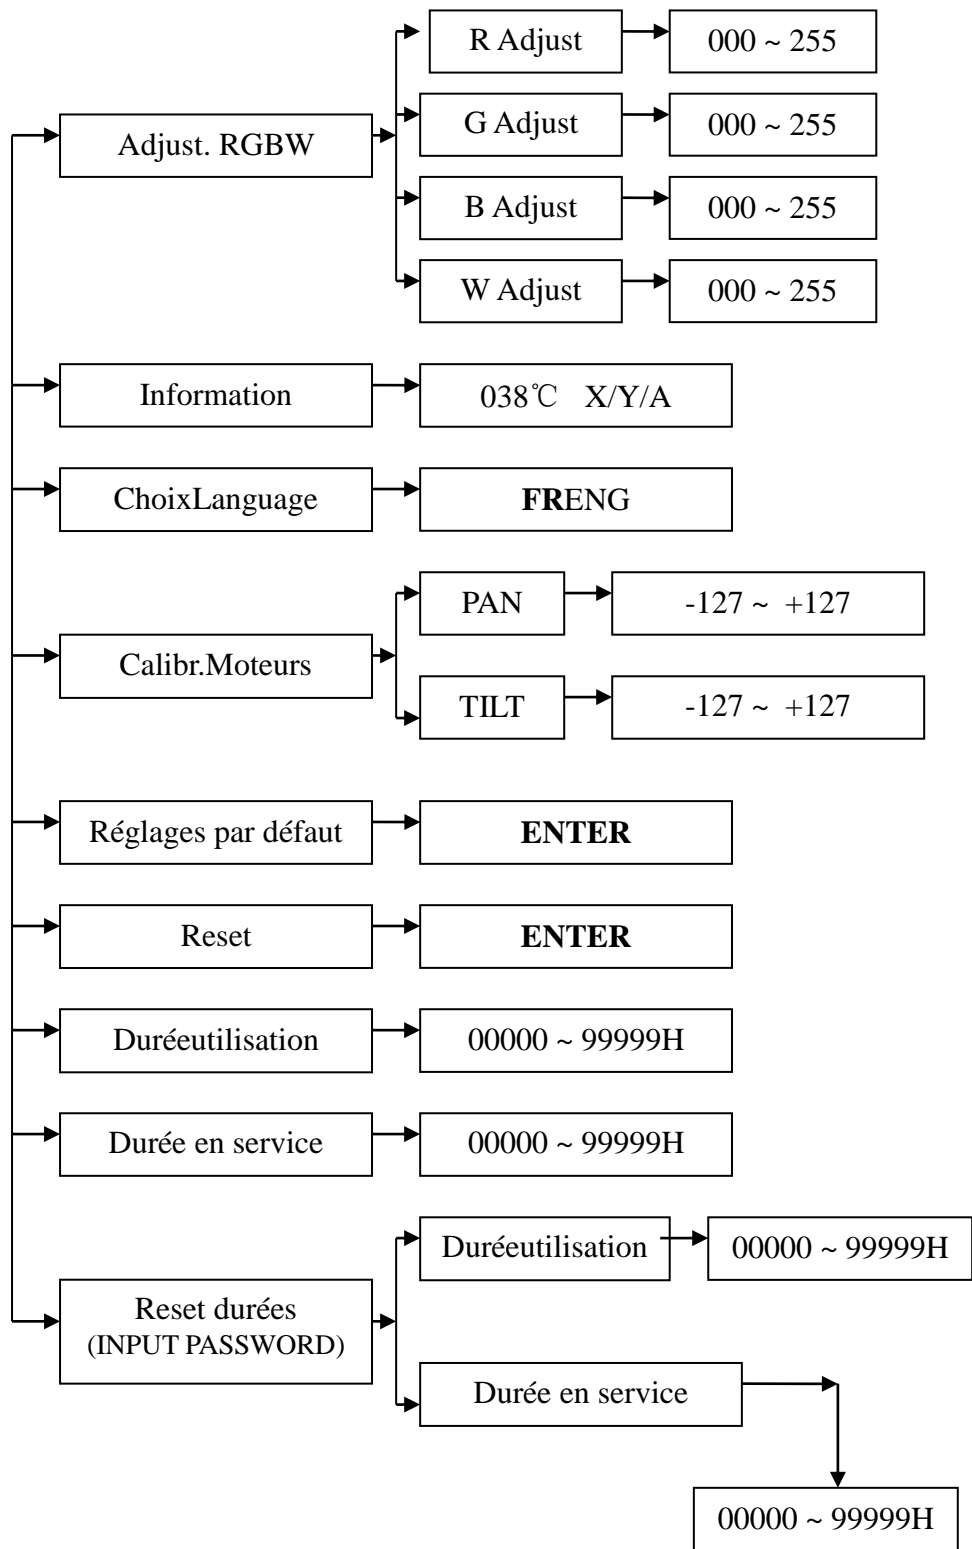 R Adjust
000 ~ 255
Adjust. RGBW
G Adjust
000 ~ 255
B Adjust
000 ~ 255
W Adjust
000 ~ 255
Information
038℃ X/Y/A
ChoixLanguage
FRENG
Calibr.Moteurs
PAN
-127 ~ +127
TILT
-127 ~ +127
Réglages par défaut
ENTER
Reset
ENTER
Duréeutilisation
00000 ~ 99999H
Durée en service
00000 ~ 99999H
Reset durées
(INPUT PASSWORD)
Duréeutilisation
00000 ~ 99999H
Durée en service
00000 ~ 99999H